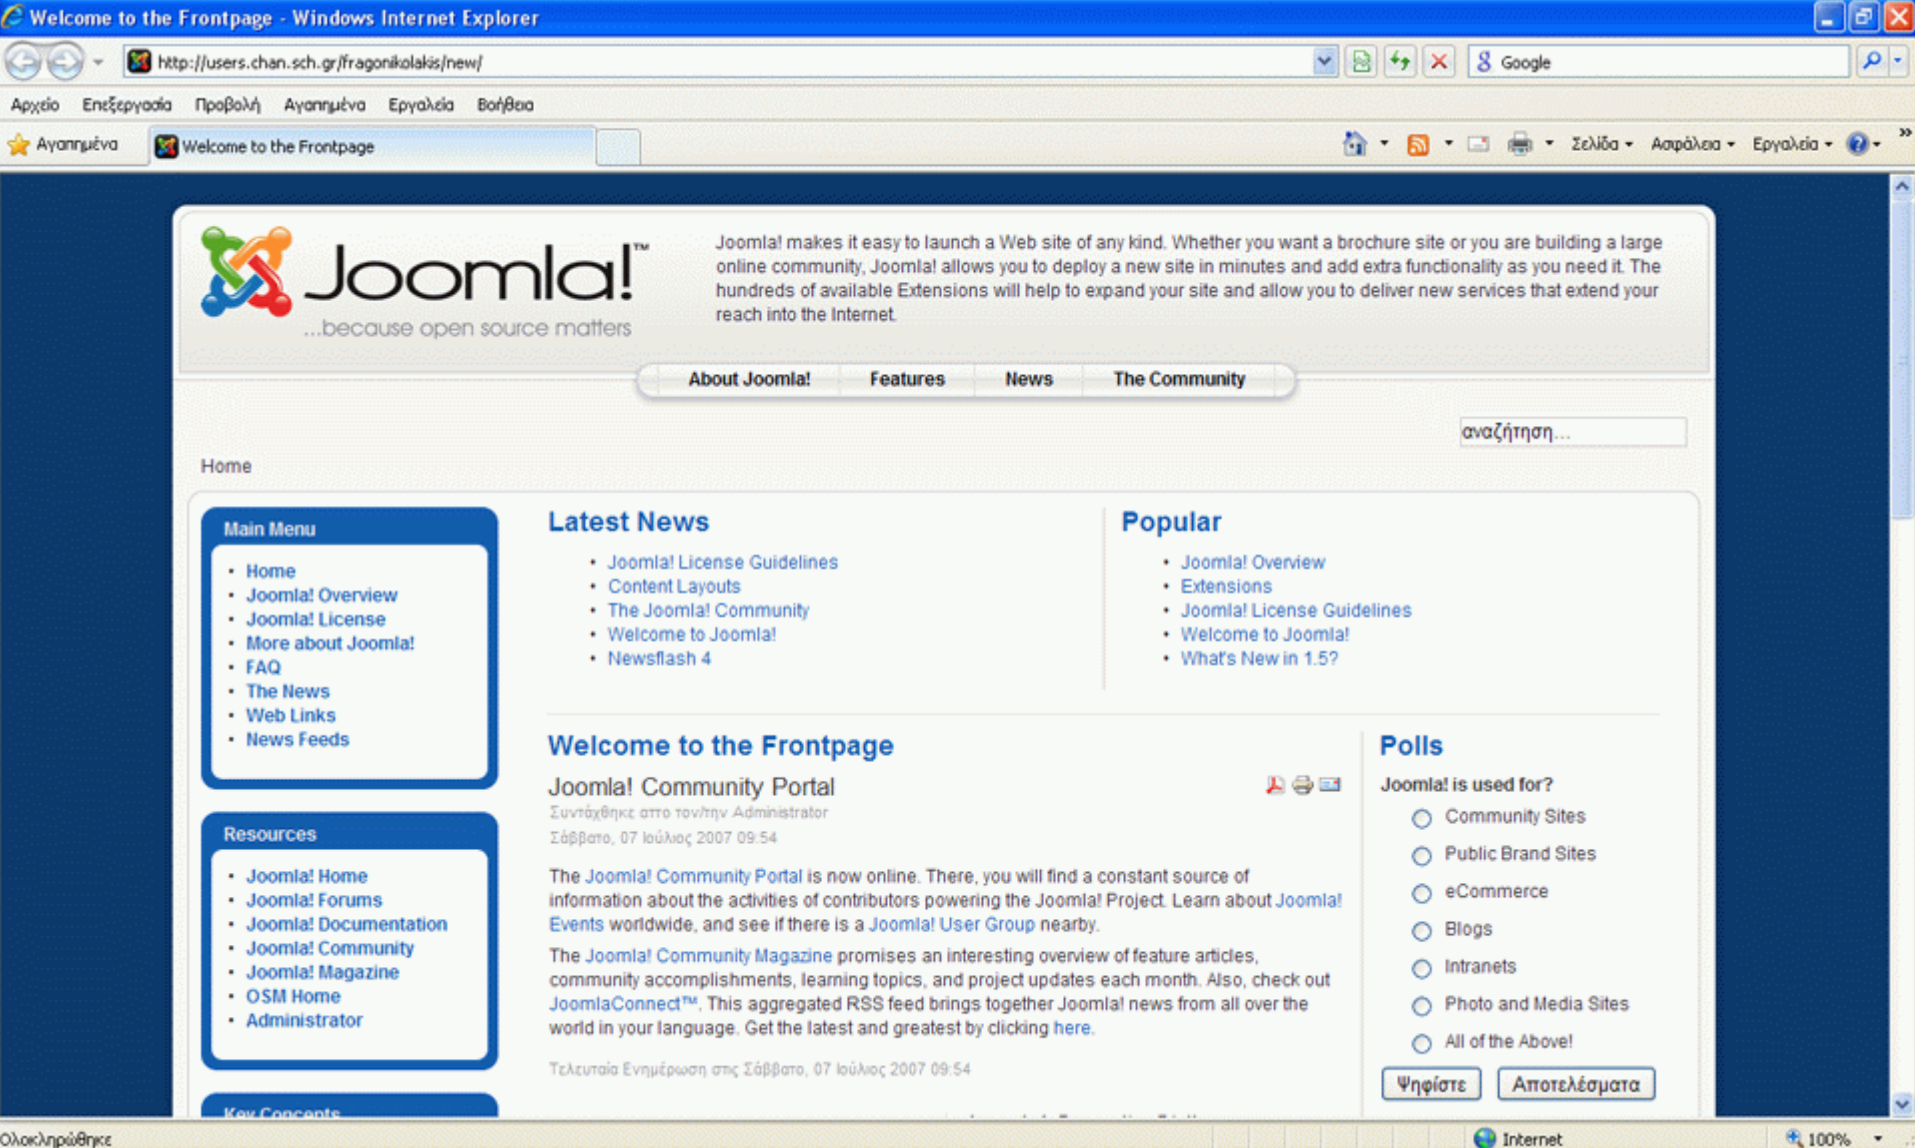 Welcome to the Frontpage - Windows Internet Explorer
http://users.chan.sch.gr/fragonikolakis/new/
Google
Αρχείο Επεξεργασία Προβολή Αγαπημένα Εργαλεία Βοήθεια
Αγαπημένα
Welcome to the Frontpage
Σελίδα Ασφάλεια Εργαλεία
Joomla!™
...because open source matters
Joomla! makes it easy to launch a Web site of any kind. Whether you want a brochure site or you are building a large
online community, Joomla! allows you to deploy a new site in minutes and add extra functionality as you need it. The
hundreds of available Extensions will help to expand your site and allow you to deliver new services that extend your
reach into the Internet.
About Joomla! Features News The Community
αναζήτηση...
Home
Main Menu
Home
Joomla! Overview
Joomla! License
More about Joomla!
FAQ
The News
Web Links
News Feeds
Resources
Joomla! Home
Joomla! Forums
Joomla! Documentation
Joomla! Community
Joomla! Magazine
OSM Home
Administrator
Key Concepts
Latest News
Joomla! License Guidelines
Content Layouts
The Joomla! Community
Welcome to Joomla!
Newsflash 4
Popular
Joomla! Overview
Extensions
Joomla! License Guidelines
Welcome to Joomla!
What's New in 1.5?
Welcome to the Frontpage
Joomla! Community Portal
Συντάχθηκε απο τον/την Administrator
Σάββατο, 07 Ιούλιος 2007 09:54
The Joomla! Community Portal is now online. There, you will find a constant source of
information about the activities of contributors powering the Joomla! Project. Learn about Joomla!
Events worldwide, and see if there is a Joomla! User Group nearby.
The Joomla! Community Magazine promises an interesting overview of feature articles,
community accomplishments, learning topics, and project updates each month. Also, check out
JoomlaConnect™. This aggregated RSS feed brings together Joomla! news from all over the
world in your language. Get the latest and greatest by clicking here.
Τελευταία Ενημέρωση στις Σάββατο, 07 Ιούλιος 2007 09:54
Polls
Joomla! is used for?
Community Sites
Public Brand Sites
eCommerce
Blogs
Intranets
Photo and Media Sites
All of the Above!
Ψηφίστε Αποτελέσματα
Ολοκληρώθηκε
Internet
100%